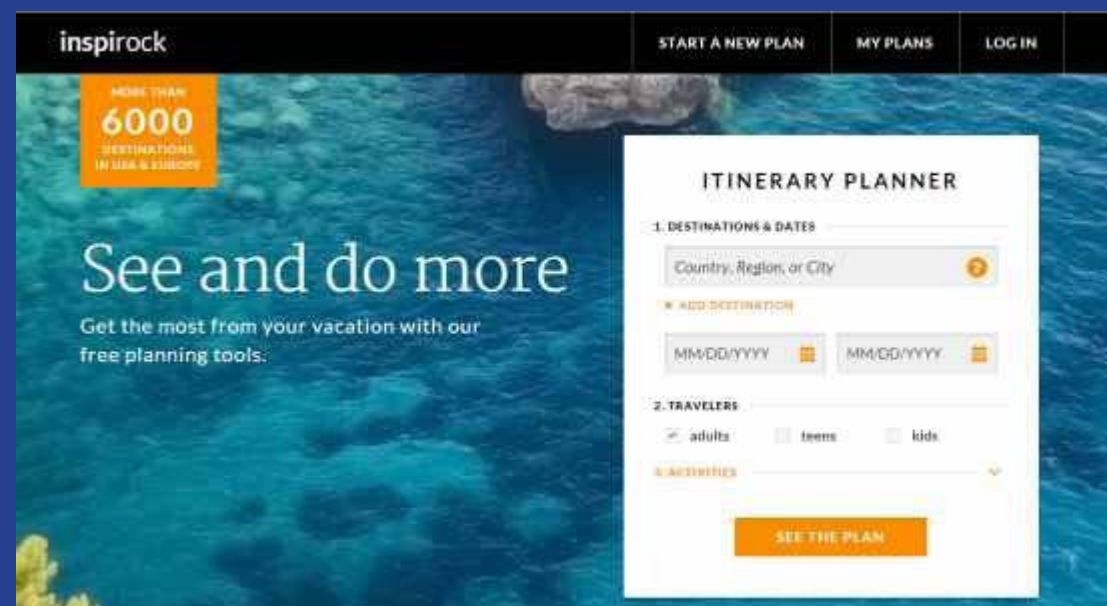 inspirock
START A NEW PLAN
MY PLANS
LOG IN
MORE THAN
6000
DESTINATIONS
IN USA & EUROPE
See and do more
Get the most from your vacation with our
free planning tools.
ITINERARY PLANNER
1. DESTINATIONS & DATES
Country, Region, or City
?
ADD DESTINATION
MM/DD/YYYY
MM/DD/YYYY
2. TRAVELERS
adults
teens
kids
3. ACTIVITIES
SEE THE PLAN